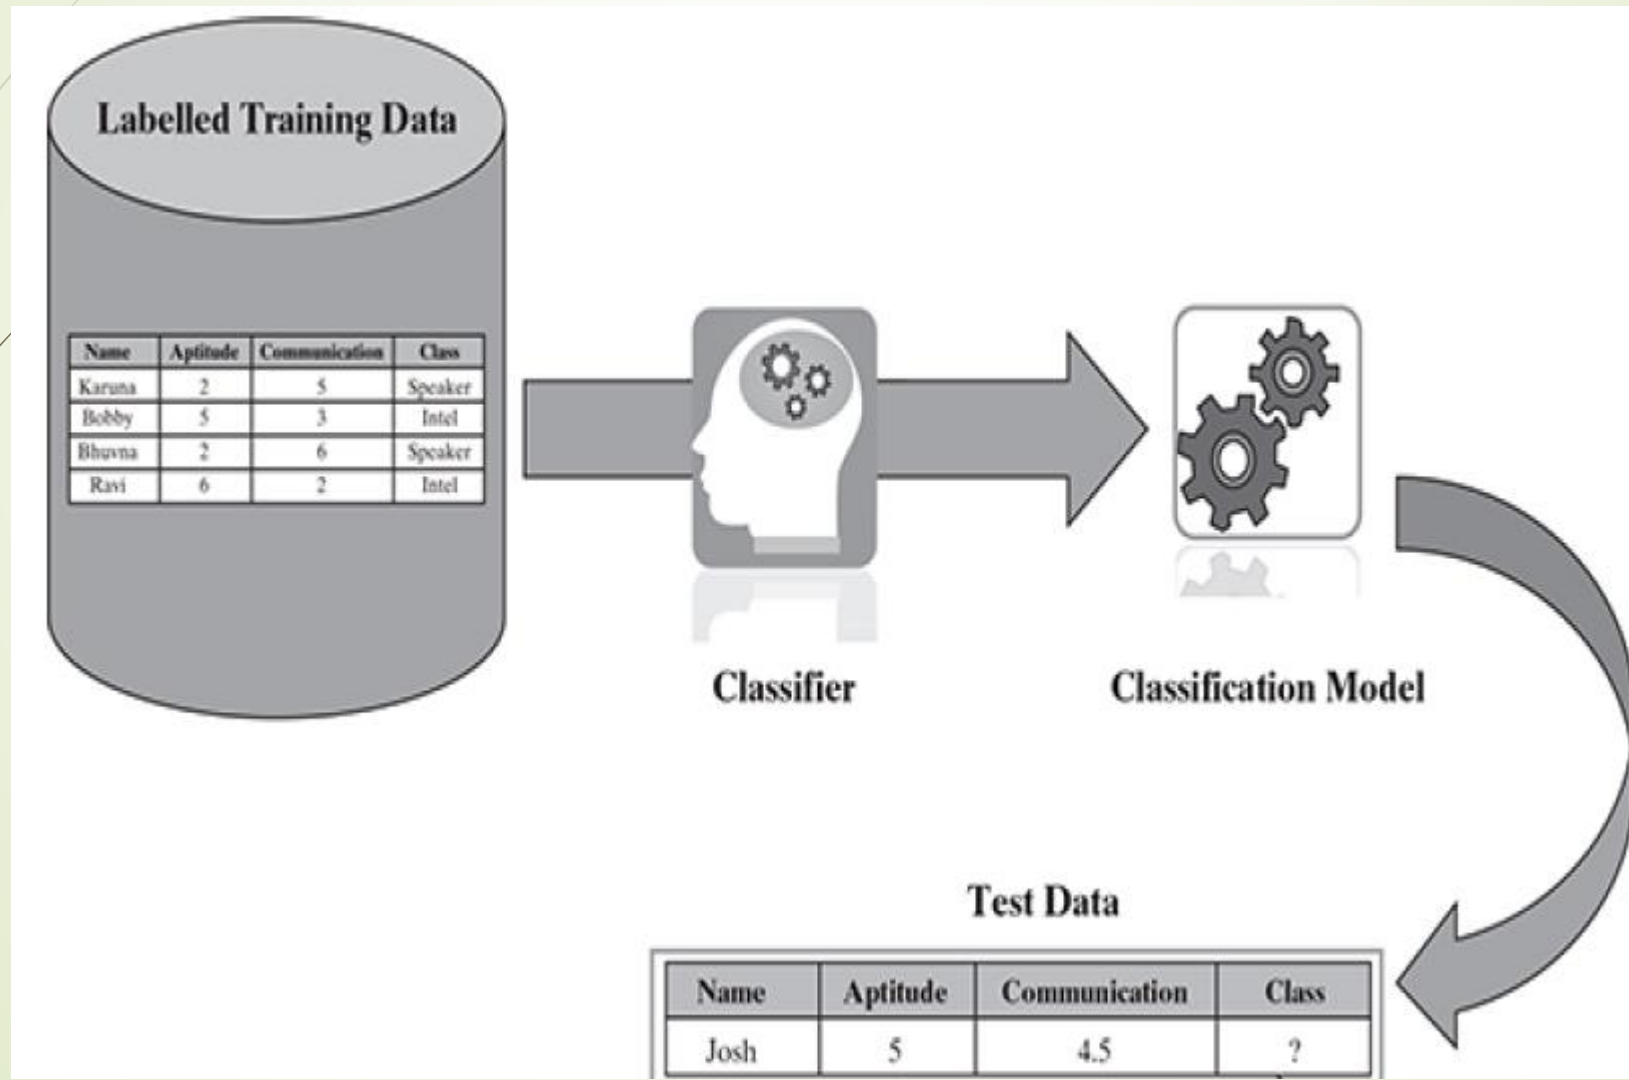 Labelled Training Data
Name Aptitude Communication Class
Karuna 2 5 Speaker
Bobby 5 3 Intel
Bhuvna 2 6 Speaker
Ravi 6 2 Intel
Classifier
Classification Model
Test Data
Name Aptitude Communication Class
Josh 5 4.5 ?